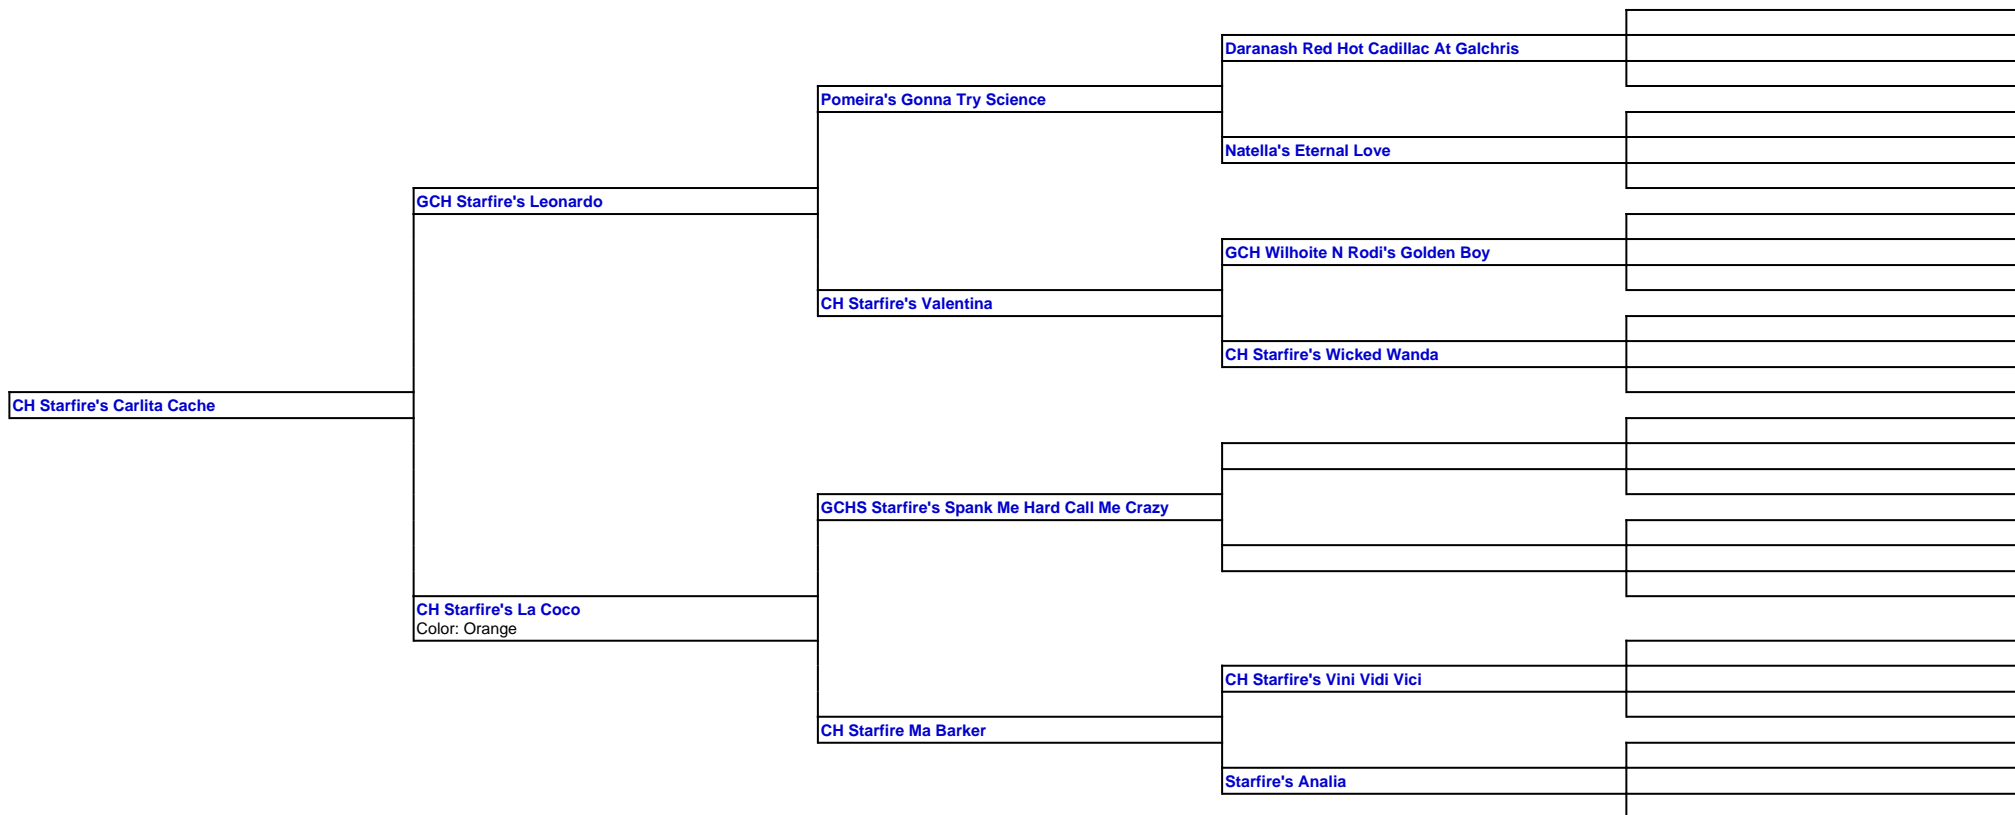 Daranash Red Hot Cadillac At Galchris
Pomeira's Gonna Try Science
Natella's Eternal Love
GCH Starfire's Leonardo
GCH Wilhoite N Rodi's Golden Boy
CH Starfire's Valentina
CH Starfire's Wicked Wanda
CH Starfire's Carlita Cache
GCHS Starfire's Spank Me Hard Call Me Crazy
CH Starfire's La Coco
Color: Orange
CH Starfire's Vini Vidi Vici
CH Starfire Ma Barker
Starfire's Analia